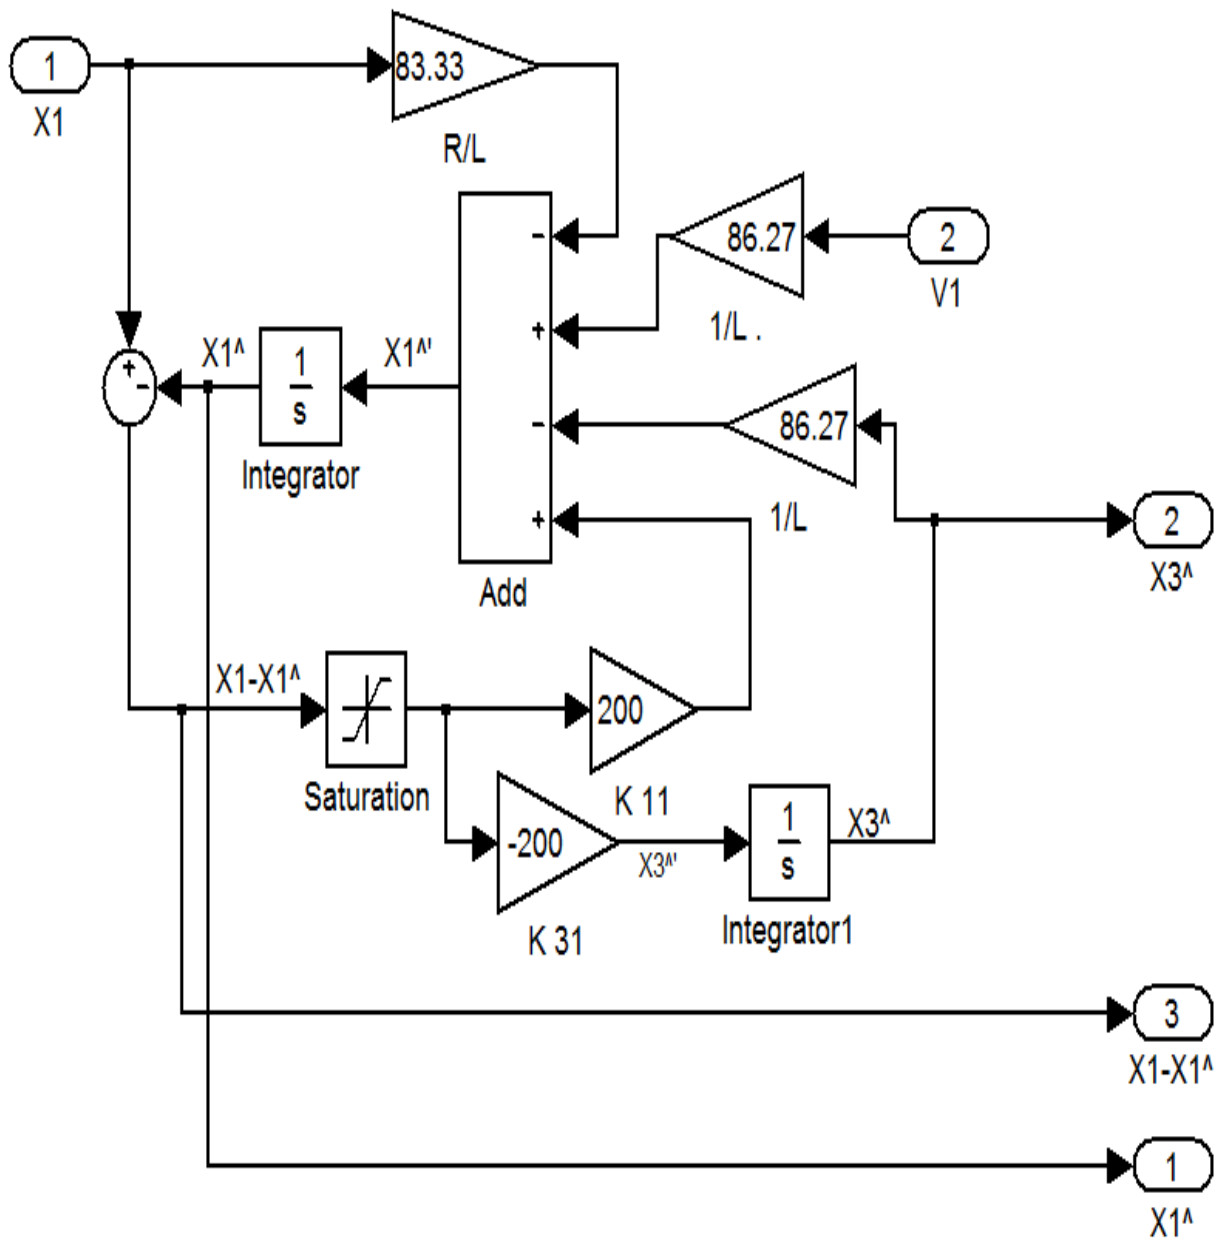 1
X1
83.33
R/L
-
86.27
2
V1
+
1/L .
+
-
X1^
1
s
X1^'
Integrator
-
86.27
+
1/L
2
X3^
Add
X1-X1^
Saturation
200
K 11
-200
X3^'
K 31
1
s
X3^
Integrator1
3
X1-X1^
1
X1^